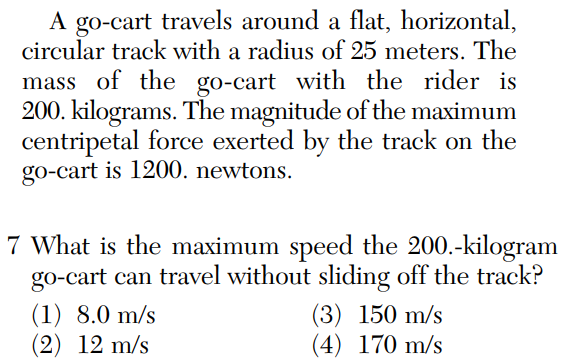 A go-cart travels around a flat, horizontal,
circular track with a radius of 25 meters. The
mass of the go-cart with the rider is
200. kilograms. The magnitude of the maximum
centripetal force exerted by the track on the
go-cart is 1200. newtons.
7 What is the maximum speed the 200.-kilogram
go-cart can travel without sliding off the track?
(1) 8.0 m/s (3) 150 m/s
(2) 12 m/s (4) 170 m/s